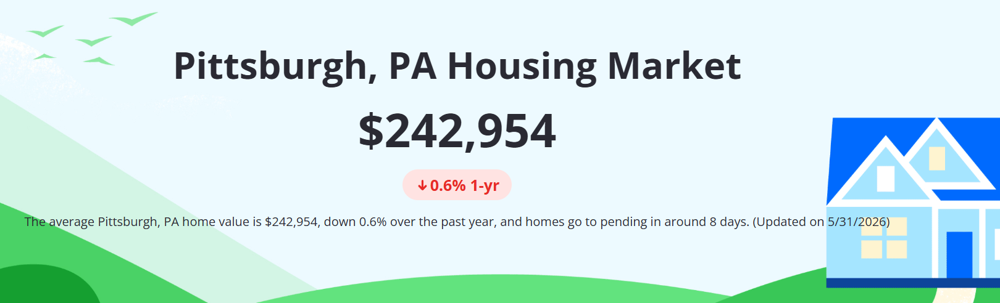 Pittsburgh, PA Housing Market
$242,954
↓ 0.6% 1-yr
The average Pittsburgh, PA home value is $242,954, down 0.6% over the past year, and homes go to pending in around 8 days. (Updated on 5/31/2026)